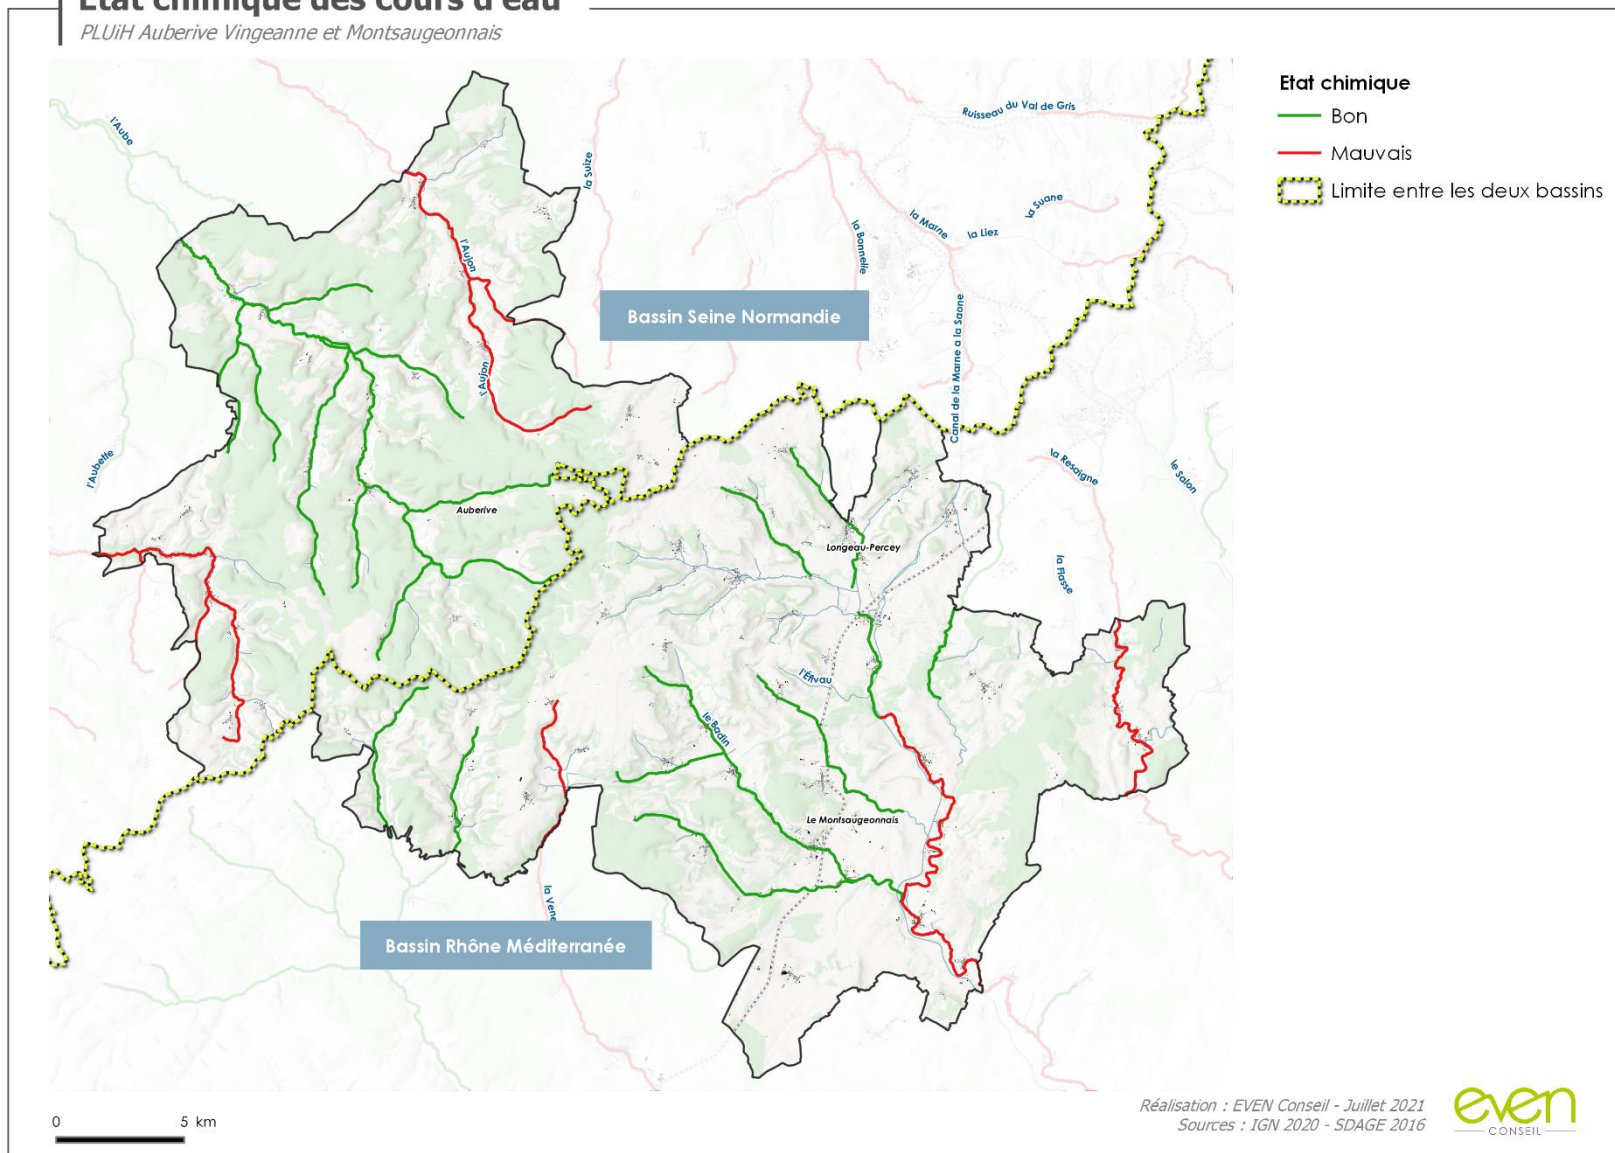 Etat chimique des cours d'eau
PLUiH Auberive Vingeanne et Montsaugeonnais
Etat chimique
Bon
Mauvais
Limite entre les deux bassins
l'Aube
la Suize
Ruisseau du Val de Gris
la Suane
la Marne
la Liez
la Bonnelle
l'Aujon
Bassin Seine Normandie
Canal de la Marne a la Saone
l'Aujon
l'Aubette
la Resaigne
le Salon
Auberive
Longeau-Percey
la Flasse
le Badin
Le Montsaugeonnais
la Vene
Bassin Rhône Méditerranée
0 5 km
Réalisation : EVEN Conseil - Juillet 2021
Sources : IGN 2020 - SDAGE 2016
even
CONSEIL